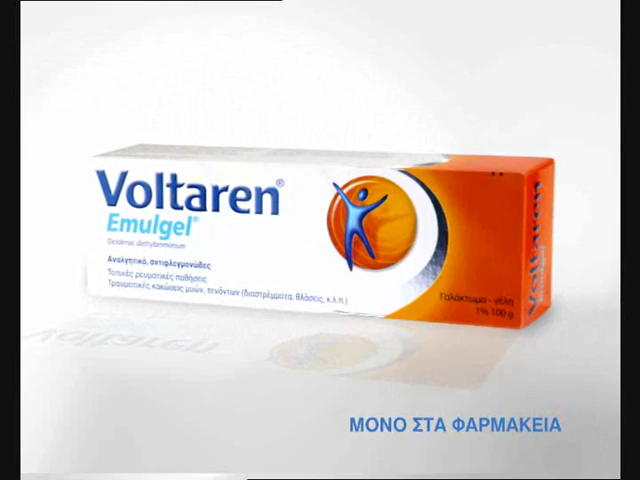 Voltaren®
Emulgel®
Diclofenac diethylammonium
Αναλγητικό, αντιφλεγμονώδες
Τοπικές ρευματικές παθήσεις
Τραυματικές κακώσεις μυών, τενόντων (διαστρέμματα, θλάσεις, κ.λ.π.)
Γαλάκτωμα - γέλη
1% 100 g
Voltaren
ΜΟΝΟ ΣΤΑ ΦΑΡΜΑΚΕΙΑ